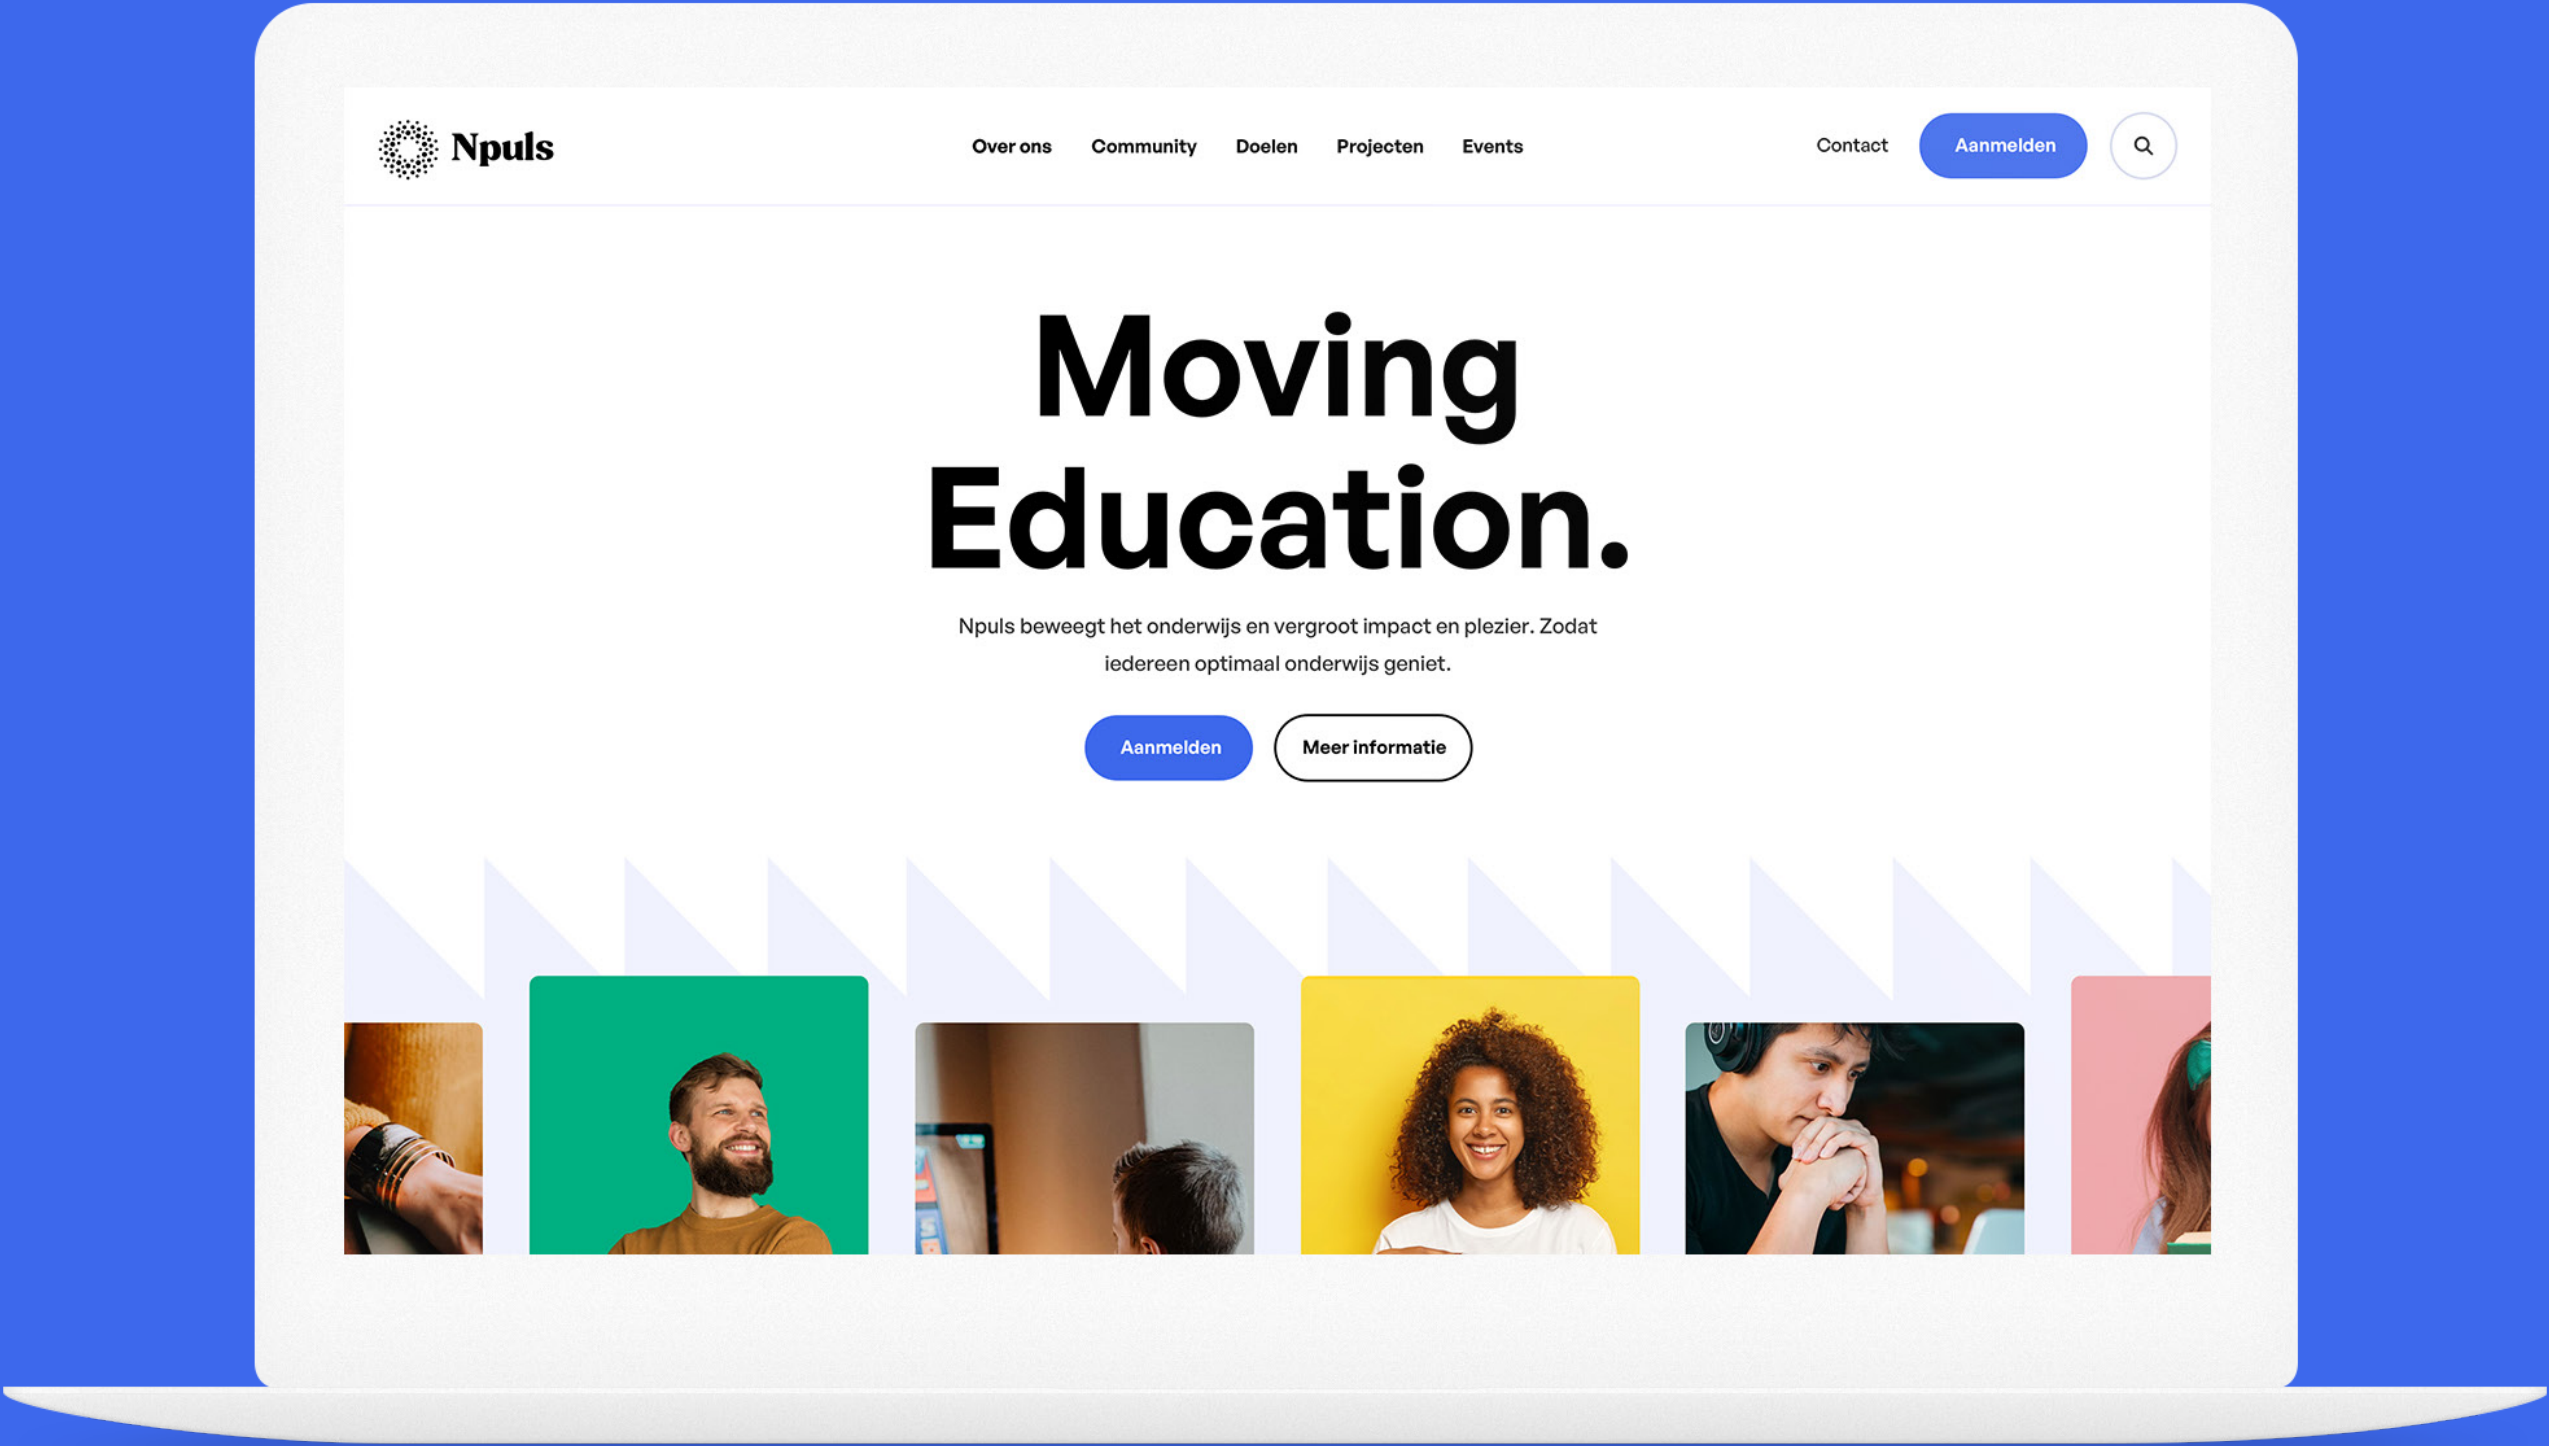 Npuls
Over ons
Community
Doelen
Projecten
Events
Contact
Aanmelden
Moving
Education.
Npuls beweegt het onderwijs en vergroot impact en plezier. Zodat
iedereen optimaal onderwijs geniet.
Aanmelden
Meer informatie